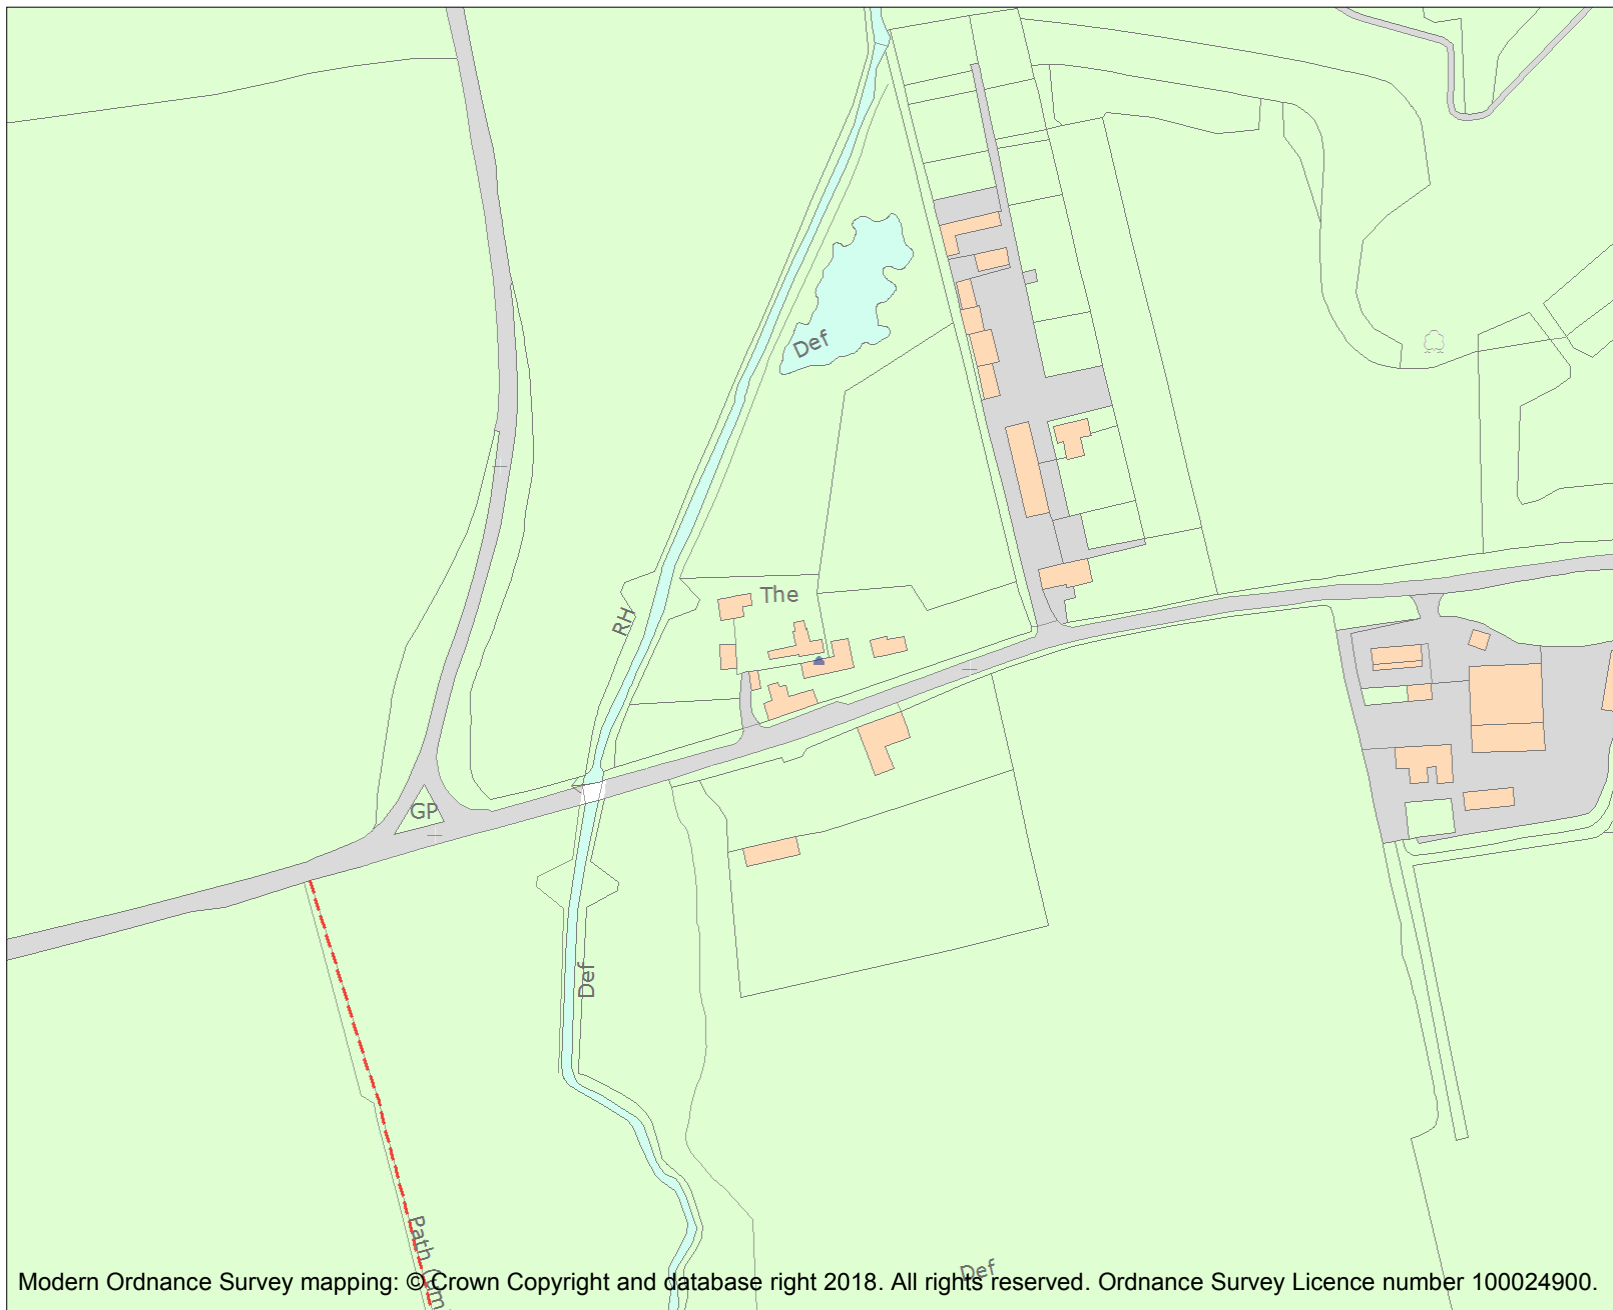 Def
The
RH
GP
Def
Path
Def
Modern Ordnance Survey mapping: © Crown Copyright and database right 2018. All rights reserved. Ordnance Survey Licence number 100024900.